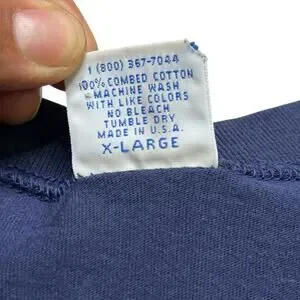 1 (800) 367-7044
100% COMBED COTTON
MACHINE WASH
WITH LIKE COLORS
NO BLEACH
TUMBLE DRY
MADE IN U.S.A.
X-LARGE